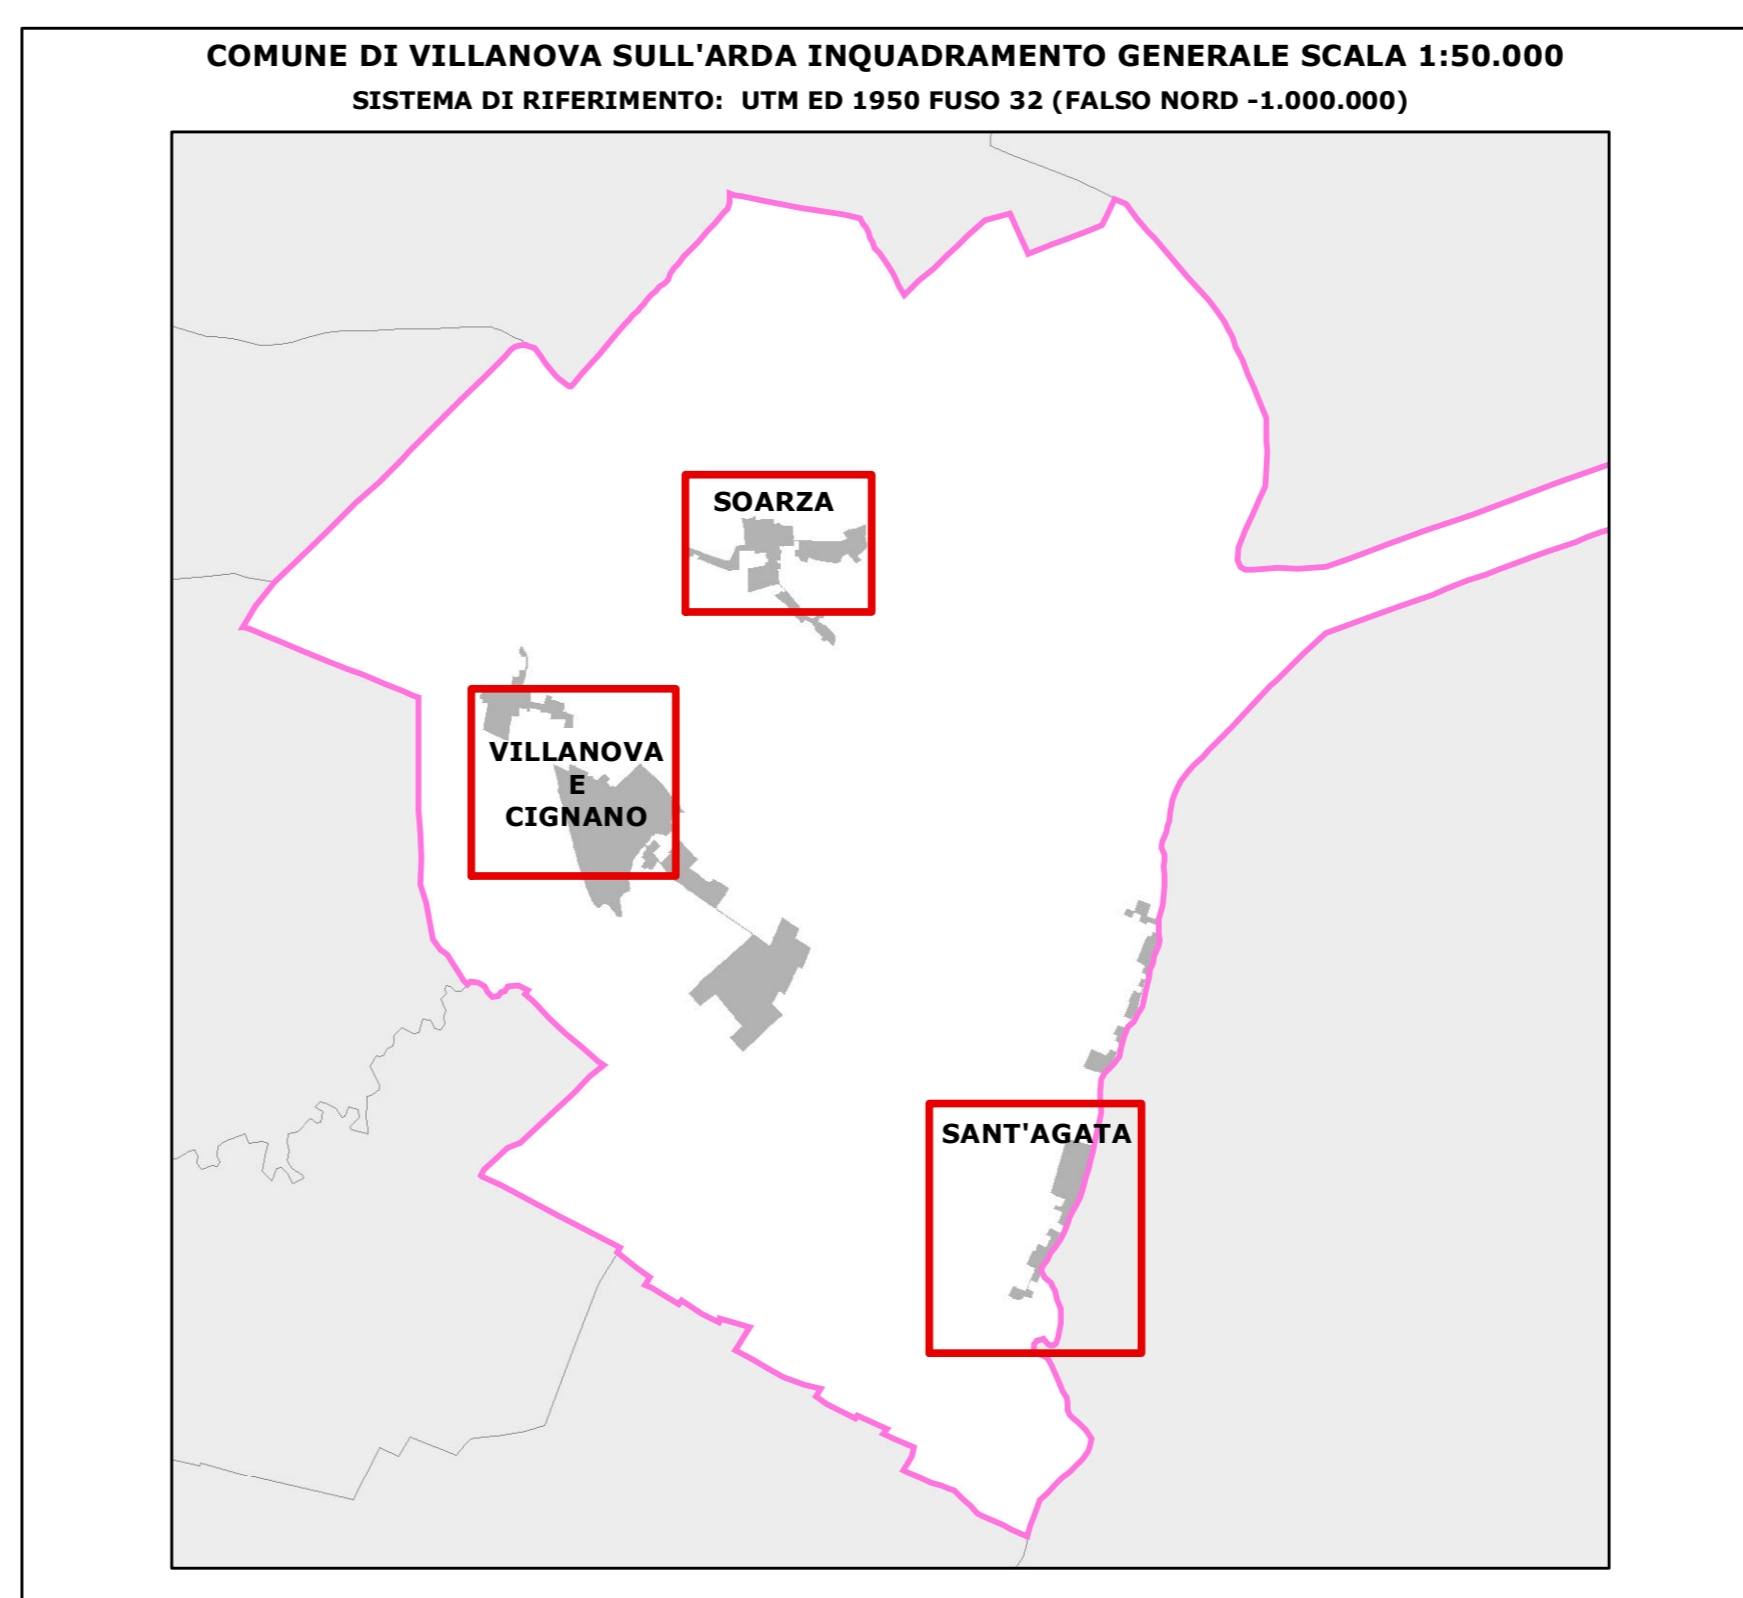 COMUNE DI VILLANOVA SULL'ARDA INQUADRAMENTO GENERALE SCALA 1:50.000
SISTEMA DI RIFERIMENTO: UTM ED 1950 FUSO 32 (FALSO NORD -1.000.000)
SOARZA
VILLANOVA
E
CIGNANO
SANT'AGATA